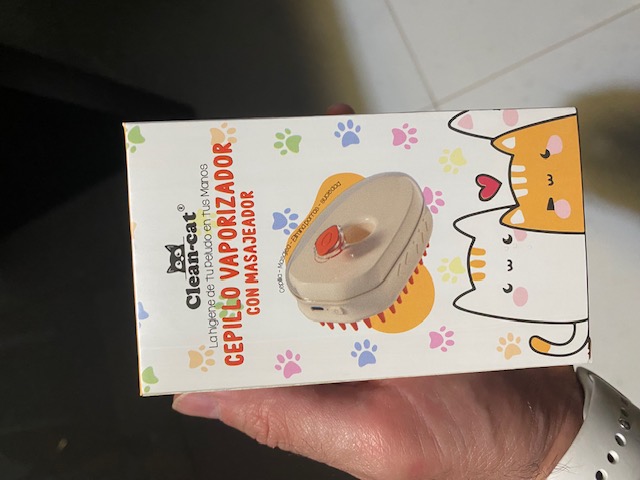 Clean-cat®
La higiene de Tu peludo en Tus Manos
CEPILLO VAPORIZADOR
CON MASAJEADOR